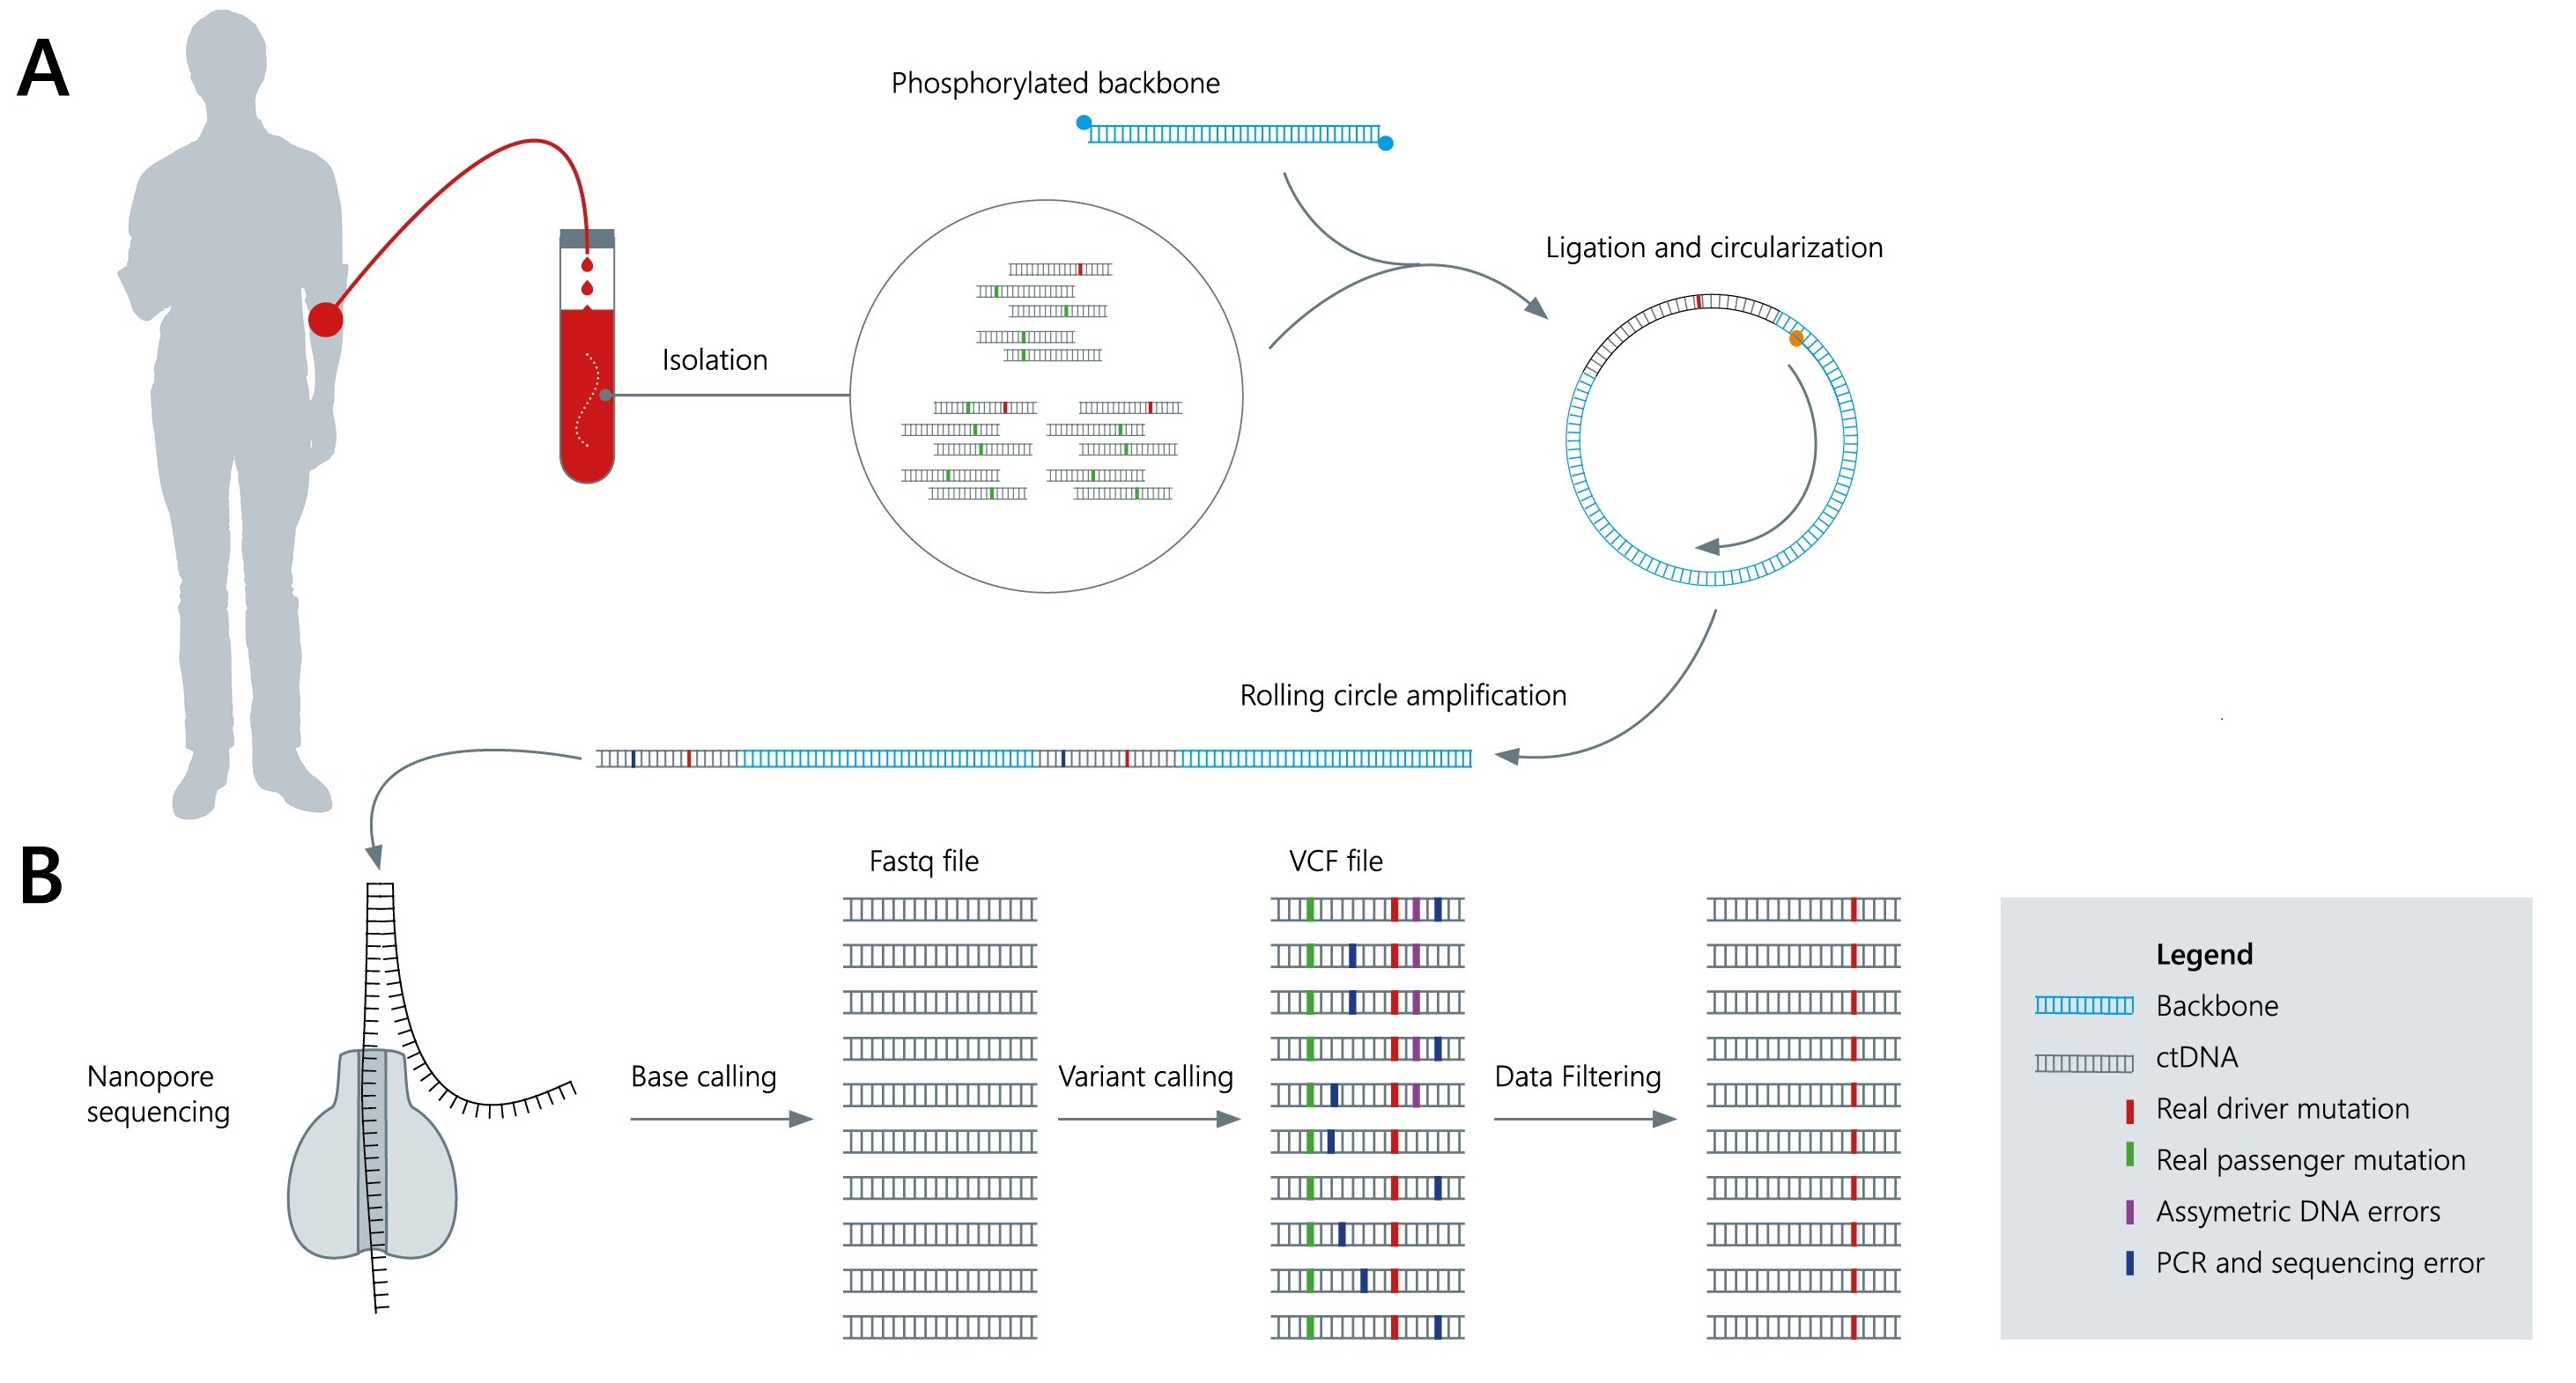 A
Phosphorylated backbone
Ligation and circularization
Isolation
Rolling circle amplification
B
Fastq file
VCF file
Nanopore
sequencing
Base calling
Variant calling
Data Filtering
Legend
Backbone
ctDNA
Real driver mutation
Real passenger mutation
Assymetric DNA errors
PCR and sequencing error